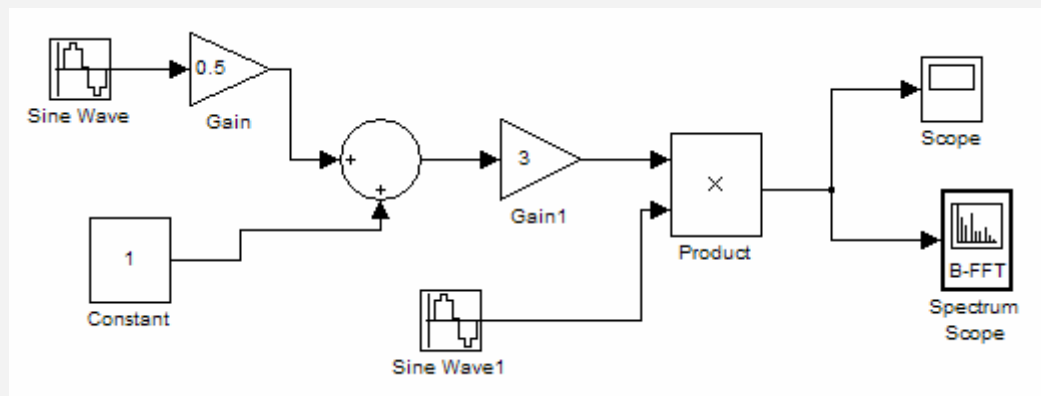 0.5
Sine Wave
Gain
+
+
3
Gain1
×
Product
Scope
1
Constant
Sine Wave1
B-FFT
Spectrum
Scope